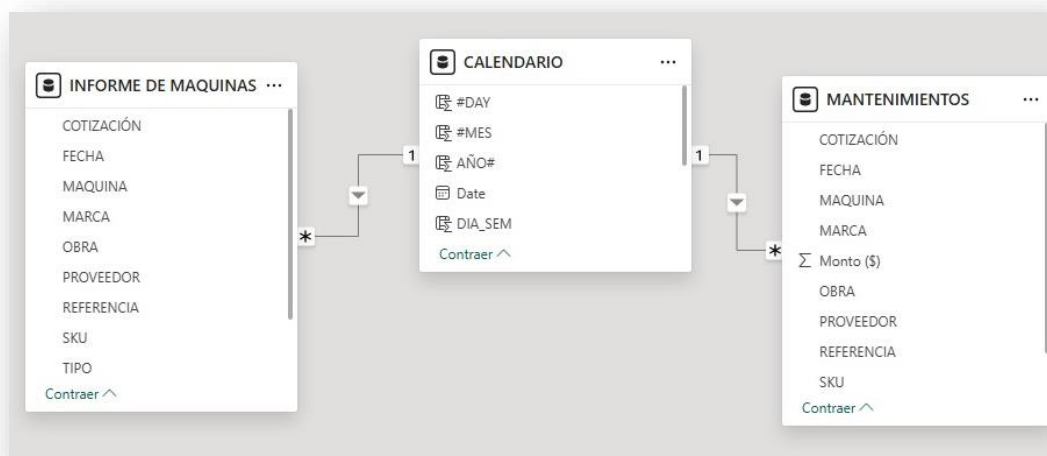 INFORME DE MAQUINAS ...
COTIZACIÓN
FECHA
MAQUINA
MARCA
OBRA
PROVEEDOR
REFERENCIA
SKU
TIPO
Contraer
*
1
CALENDARIO ...
#DAY
#MES
AÑO#
Date
DIA_SEM
Contraer
1
*
MANTENIMIENTOS ...
COTIZACIÓN
FECHA
MAQUINA
MARCA
Σ Monto ($)
OBRA
PROVEEDOR
REFERENCIA
SKU
Contraer